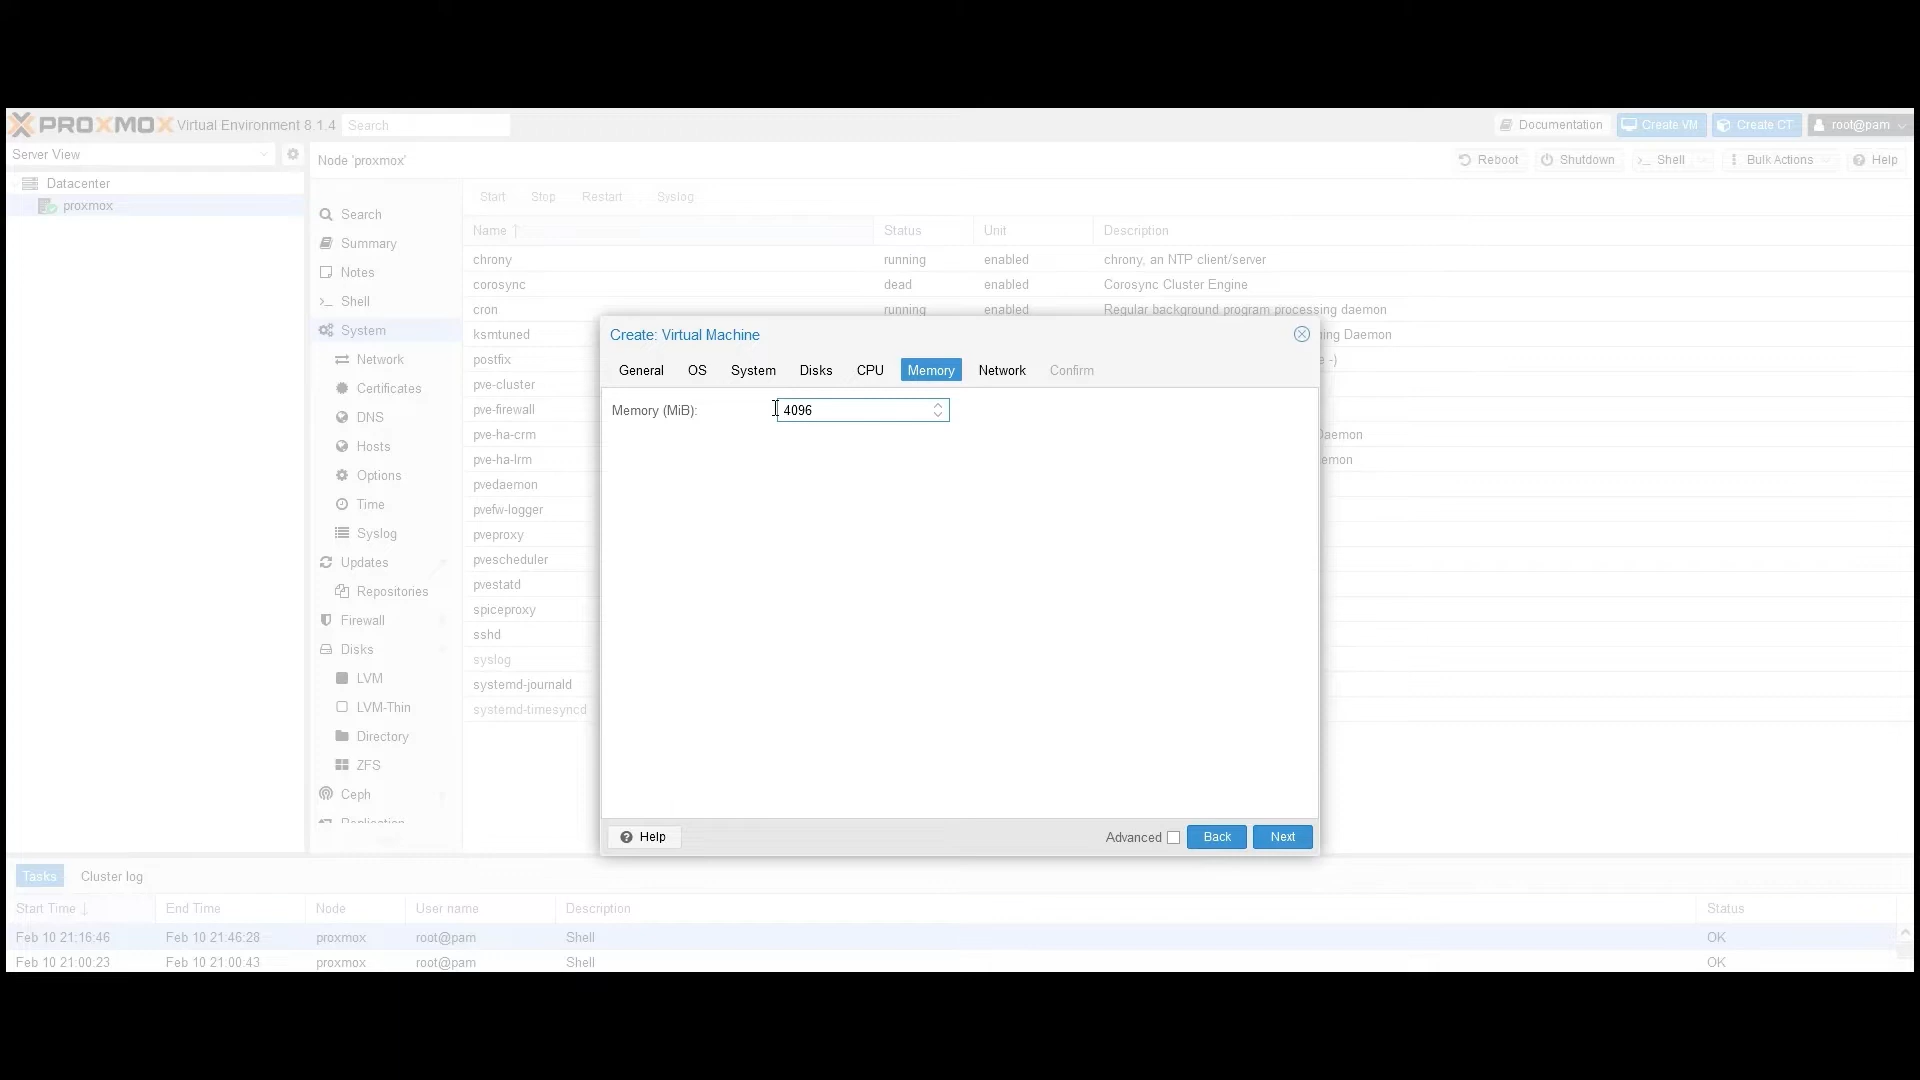 PROXMOX Virtual Environment 8.1.4 Search Documentation Create VM Create CT root@pam
Server View
Node 'proxmox' Reboot Shutdown Shell Bulk Actions Help
Datacenter
proxmox
Search
Summary
Notes
Shell
System
Network
Certificates
DNS
Hosts
Options
Time
Syslog
Updates
Repositories
Firewall
Disks
LVM
LVM-Thin
Directory
ZFS
Ceph
Replication
Start Stop Restart Syslog
Name Status Unit Description
chrony running enabled chrony, an NTP client/server
corosync dead enabled Corosync Cluster Engine
cron running enabled Regular background program processing daemon
ksmtuned ing Daemon
postfix e -)
pve-cluster
pve-firewall
pve-ha-crm Daemon
pve-ha-lrm emon
pvedaemon
pvefw-logger
pveproxy
pvescheduler
pvestatd
spiceproxy
sshd
syslog
systemd-journald
systemd-timesyncd
Create: Virtual Machine
General OS System Disks CPU Memory Network Confirm
Memory (MiB): 4096
Help Advanced Back Next
Tasks Cluster log
Start Time End Time Node User name Description Status
Feb 10 21:16:46 Feb 10 21:46:28 proxmox root@pam Shell OK
Feb 10 21:00:23 Feb 10 21:00:43 proxmox root@pam Shell OK